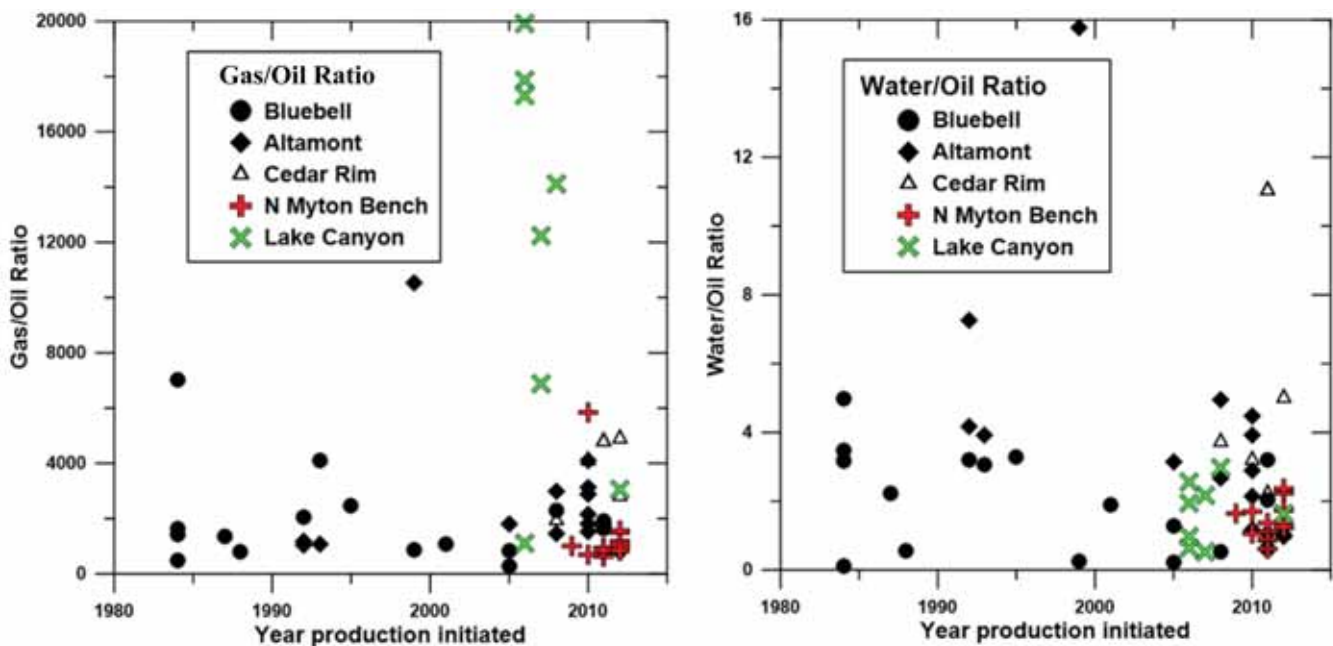 20000
16000
12000
8000
4000
0
Gas/Oil Ratio
Gas/Oil Ratio
Bluebell
Altamont
Cedar Rim
N Myton Bench
Lake Canyon
1980
1990
2000
2010
Year production initiated
16
12
8
4
0
Water/Oil Ratio
Water/Oil Ratio
Bluebell
Altamont
Cedar Rim
N Myton Bench
Lake Canyon
1980
1990
2000
2010
Year production initiated